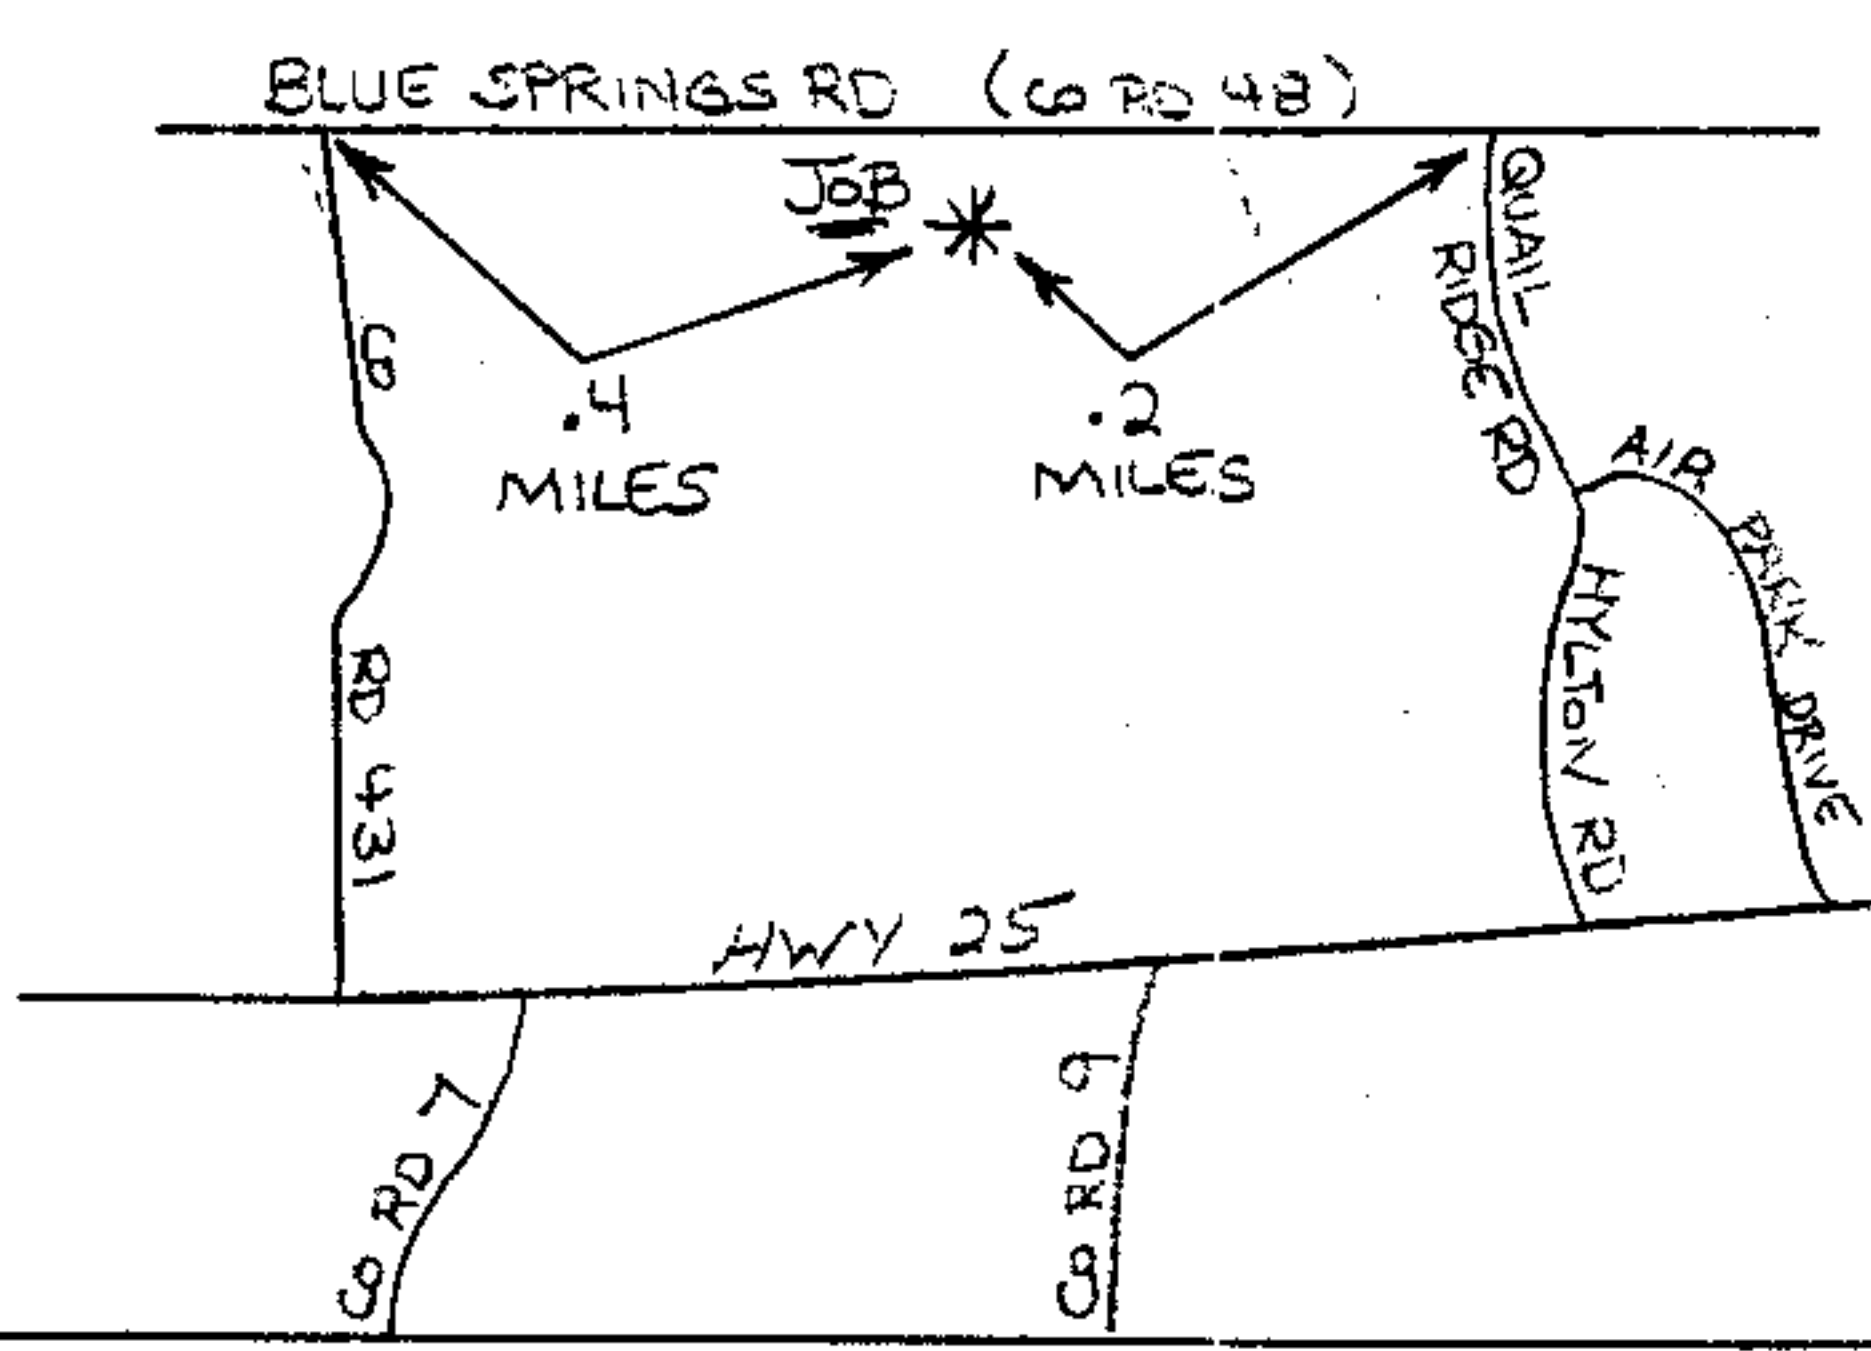 BLUE SPRINGS RD (CO RD 48)
JOB
QUAIL
RIDGE RD
CO RD 431
.4
MILES
.2
MILES
AIR PARK DRIVE
HYLTON RD
HWY 25
CO RD 7
CO RD 9